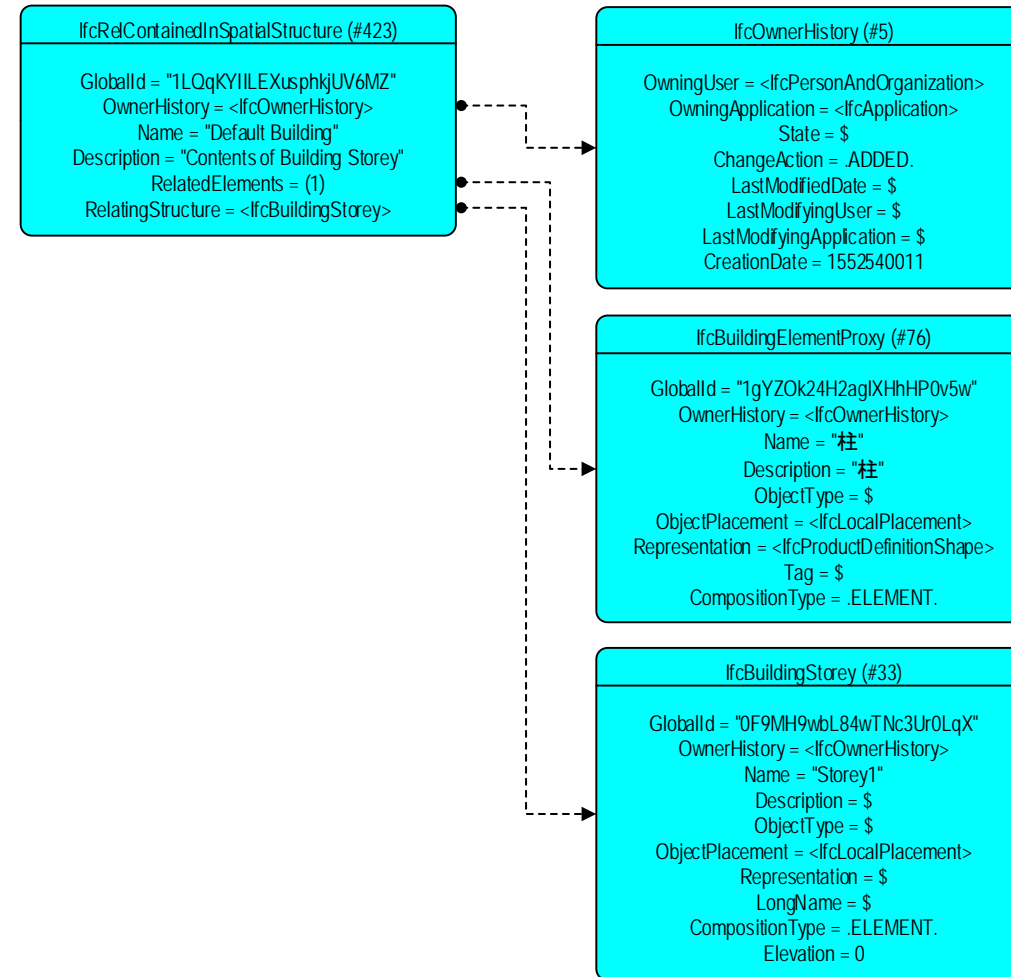 IfcRelContainedInSpatialStructure (#423)
GlobalId = "1LQqKYIILEXusphkjUV6MZ"
OwnerHistory = <IfcOwnerHistory>
Name = "Default Building"
Description = "Contents of Building Storey"
RelatedElements = (1)
RelatingStructure = <IfcBuildingStorey>
IfcOwnerHistory (#5)
OwningUser = <IfcPersonAndOrganization>
OwningApplication = <IfcApplication>
State = $
ChangeAction = .ADDED.
LastModifiedDate = $
LastModifyingUser = $
LastModifyingApplication = $
CreationDate = 1552540011
IfcBuildingElementProxy (#76)
GlobalId = "1gYZOk24H2agIXHhHP0v5w"
OwnerHistory = <IfcOwnerHistory>
Name = "柱"
Description = "柱"
ObjectType = $
ObjectPlacement = <IfcLocalPlacement>
Representation = <IfcProductDefinitionShape>
Tag = $
CompositionType = .ELEMENT.
IfcBuildingStorey (#33)
GlobalId = "0F9MH9wbL84wTNc3Ur0LqX"
OwnerHistory = <IfcOwnerHistory>
Name = "Storey1"
Description = $
ObjectType = $
ObjectPlacement = <IfcLocalPlacement>
Representation = $
LongName = $
CompositionType = .ELEMENT.
Elevation = 0